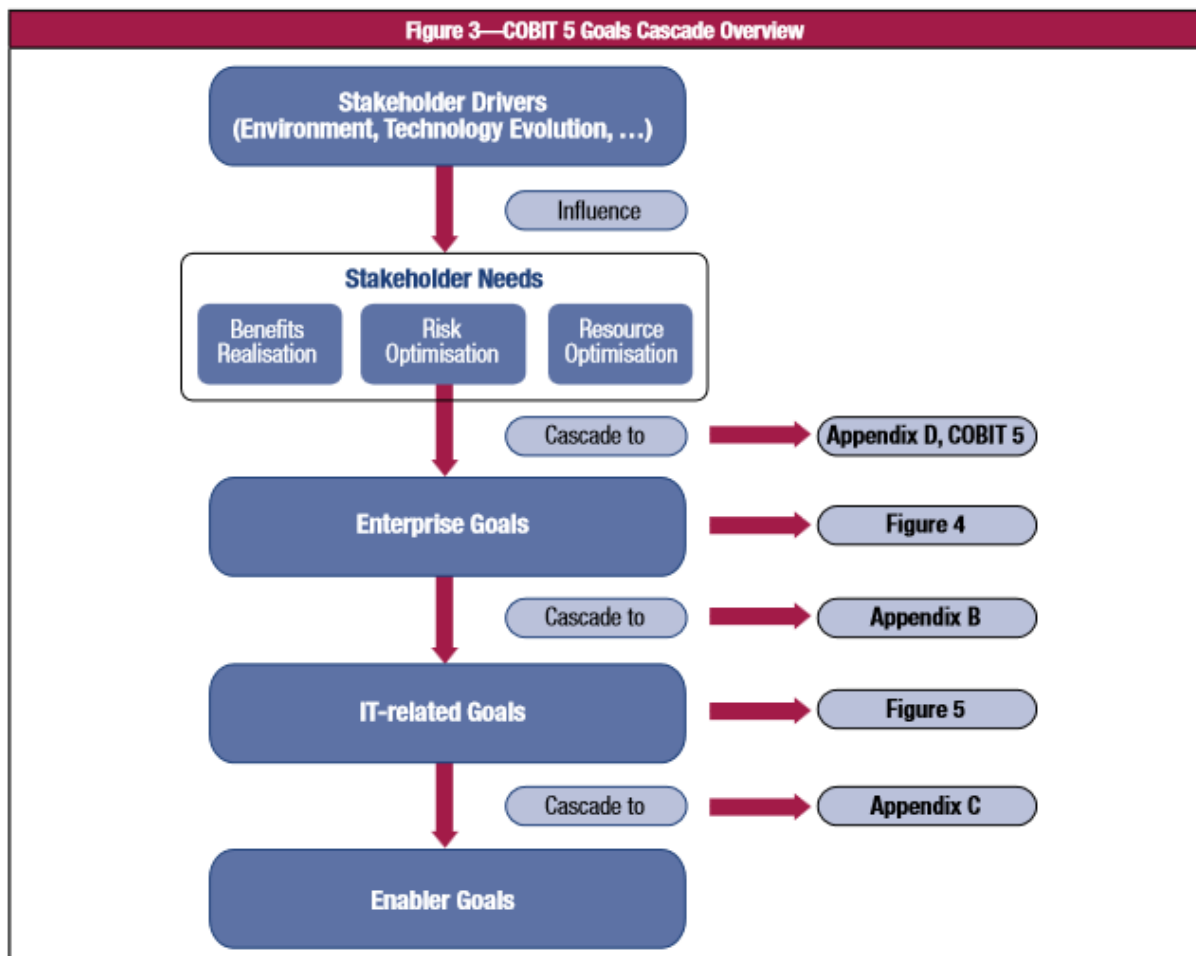 Figure 3—COBIT 5 Goals Cascade Overview
Stakeholder Drivers
(Environment, Technology Evolution, …)
Influence
Stakeholder Needs
Benefits
Realisation
Risk
Optimisation
Resource
Optimisation
Cascade to
Appendix D, COBIT 5
Enterprise Goals
Figure 4
Cascade to
Appendix B
IT-related Goals
Figure 5
Cascade to
Appendix C
Enabler Goals